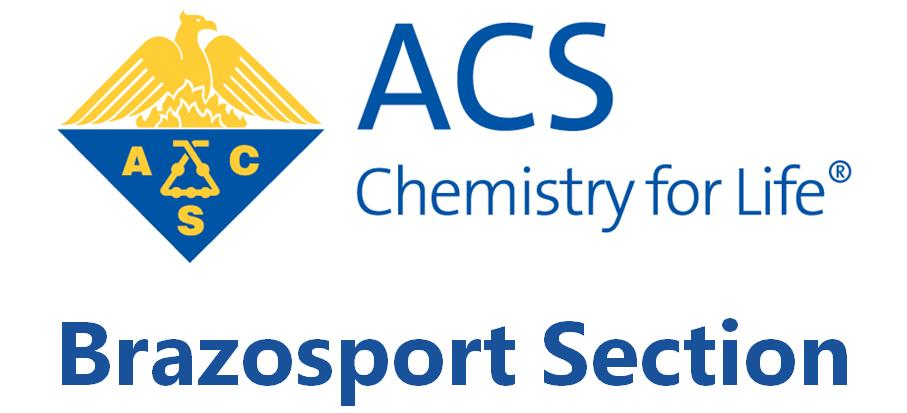 ACS
Chemistry for Life®
A C
S
Brazosport Section